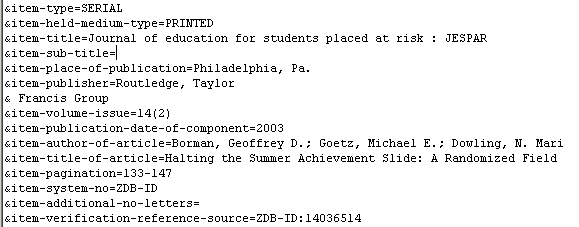 &item-type=SERIAL
&item-held-medium-type=PRINTED
&item-title=Journal of education for students placed at risk : JESPAR
&item-sub-title=
&item-place-of-publication=Philadelphia, Pa.
&item-publisher=Routledge, Taylor
& Francis Group
&item-volume-issue=14(2)
&item-publication-date-of-component=2003
&item-author-of-article=Borman, Geoffrey D.; Goetz, Michael E.; Dowling, N. Mari
&item-title-of-article=Halting the Summer Achievement Slide: A Randomized Field
&item-pagination=133-147
&item-system-no=ZDB-ID
&item-additional-no-letters=
&item-verification-reference-source=ZDB-ID:14036514